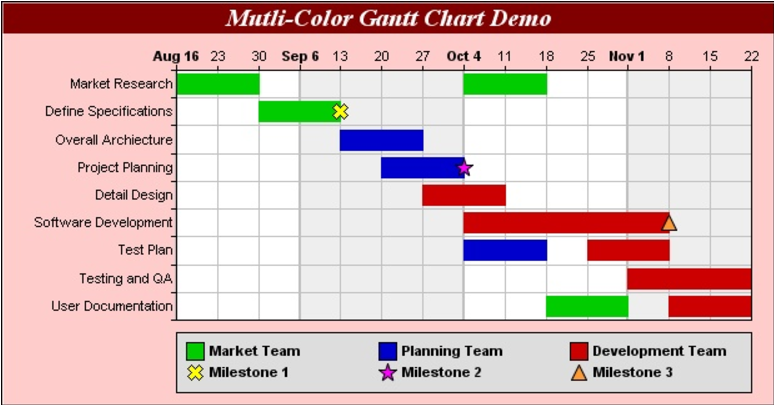 Mutli-Color Gantt Chart Demo
Aug 16 23 30 Sep 6 13 20 27 Oct 4 11 18 25 Nov 1 8 15 22
Market Research
Define Specifications
Overall Archiecture
Project Planning
Detail Design
Software Development
Test Plan
Testing and QA
User Documentation
Market Team Planning Team Development Team
Milestone 1 Milestone 2 Milestone 3